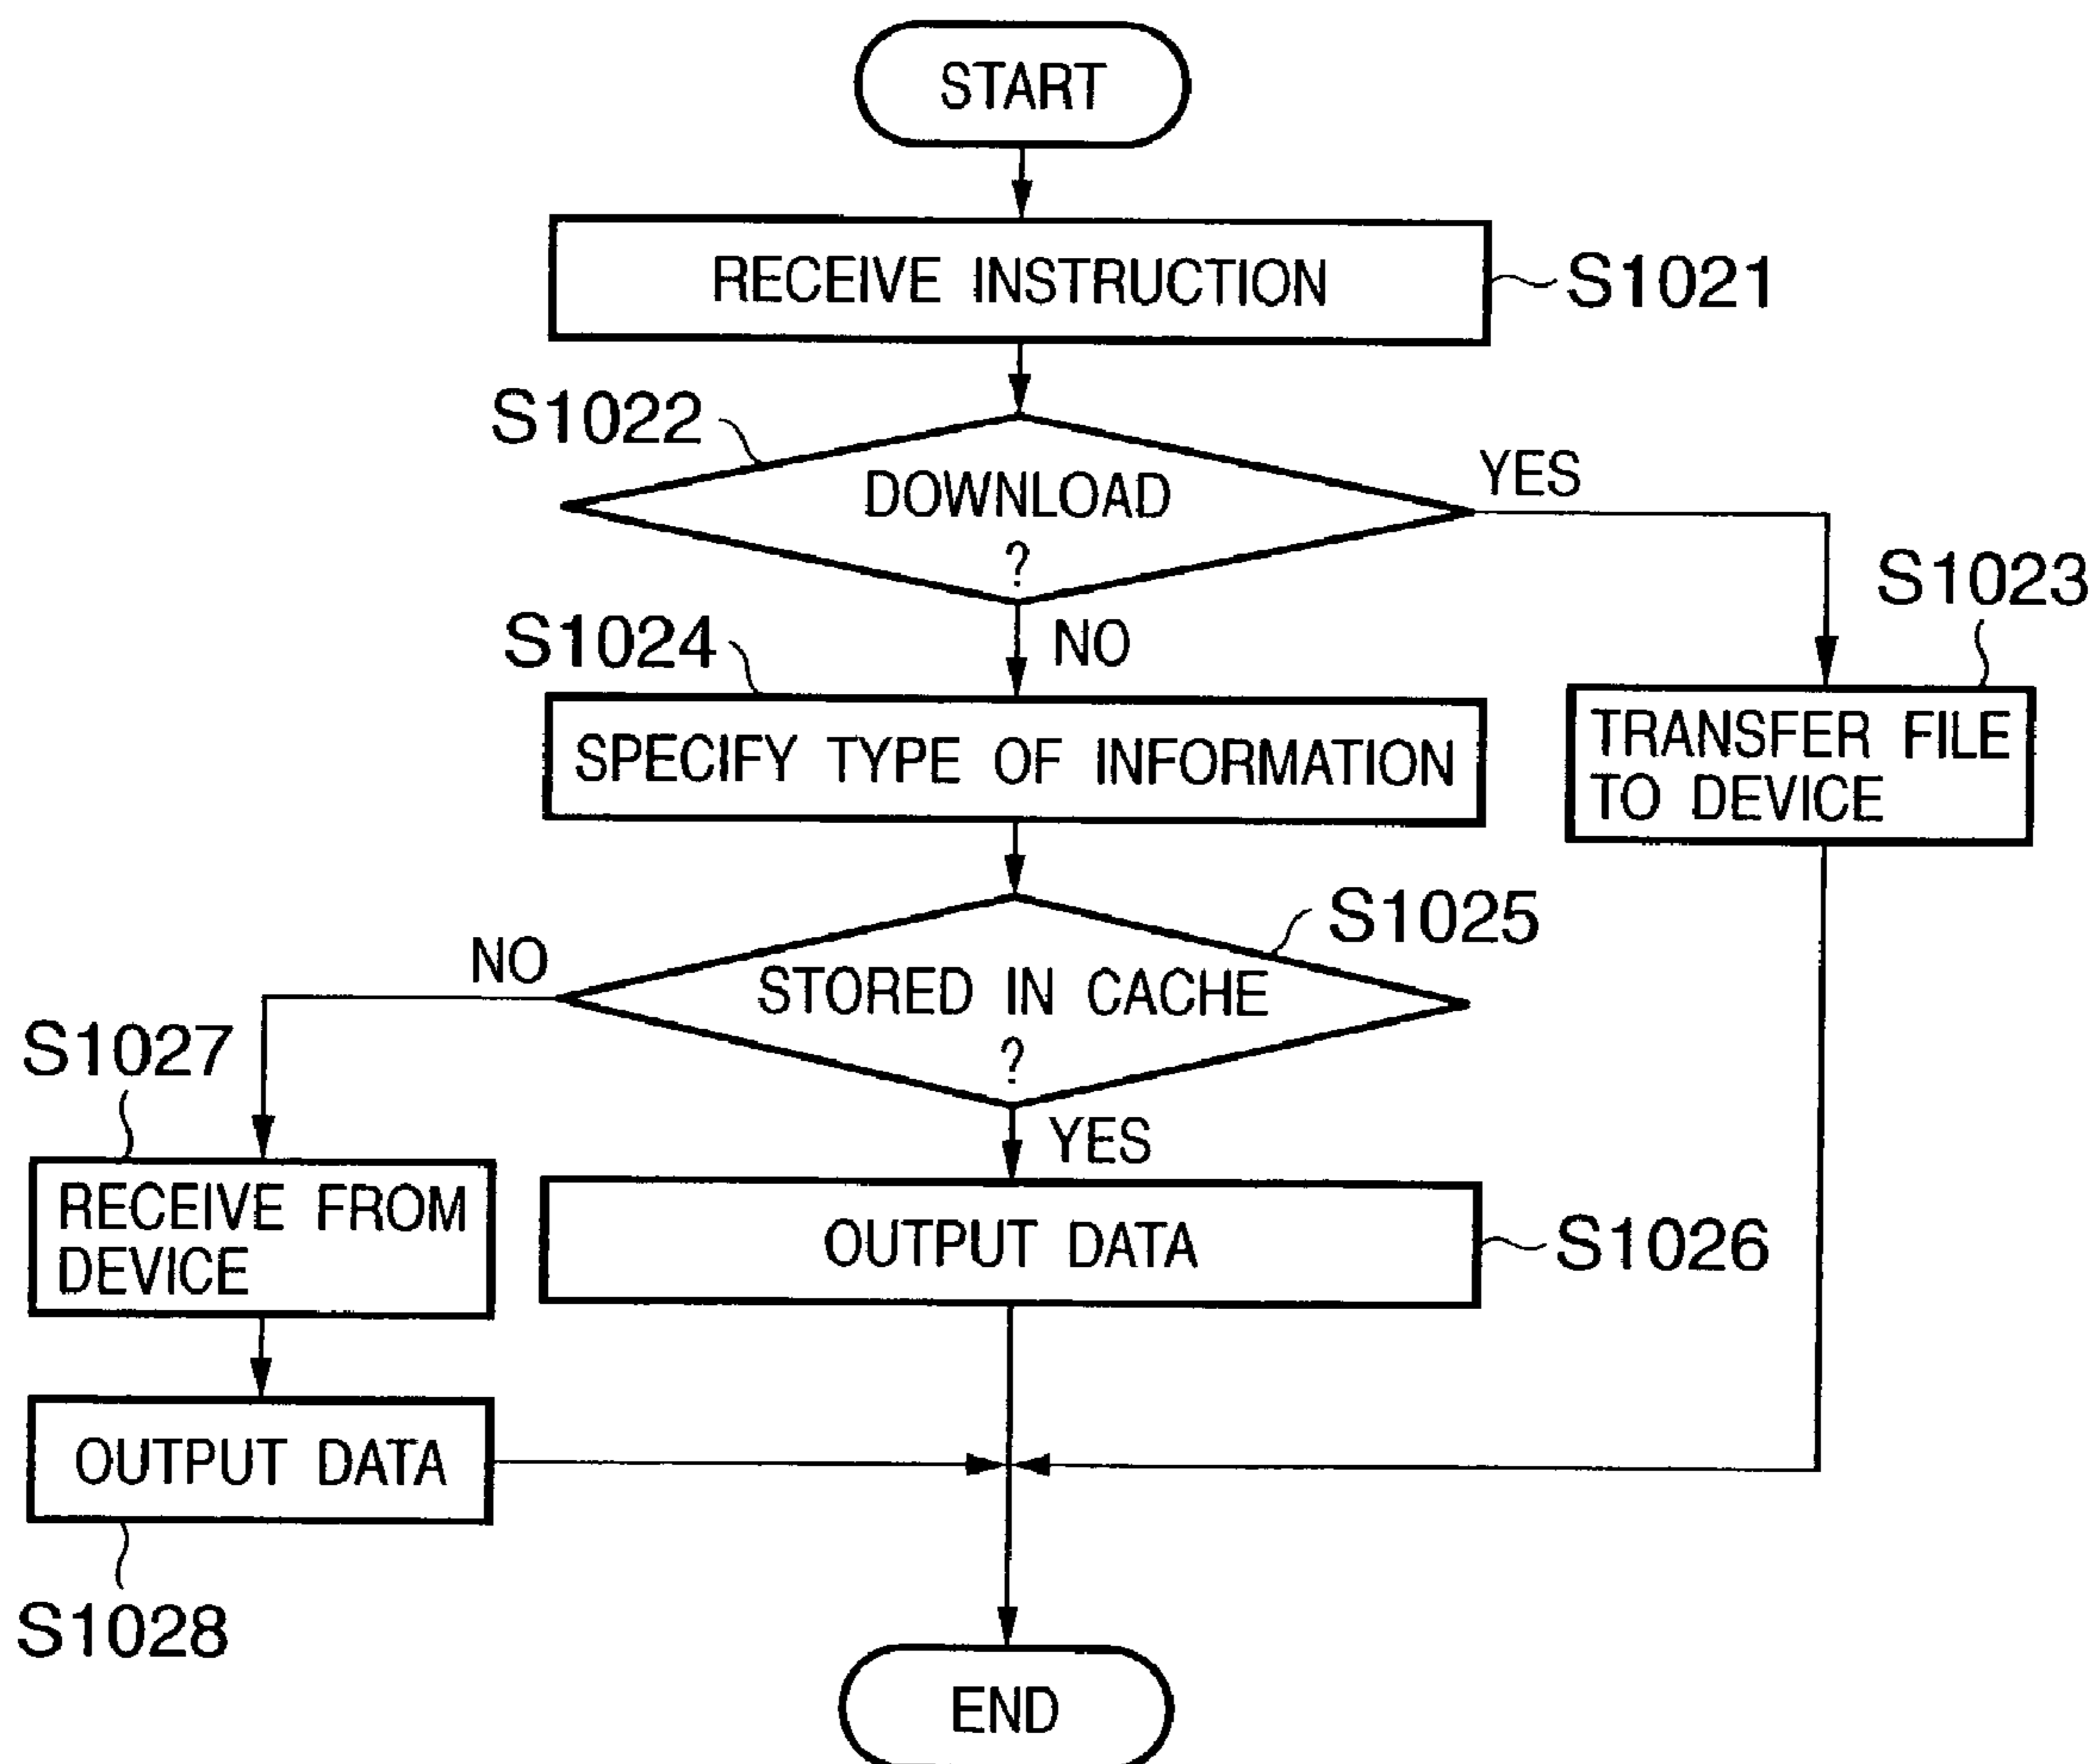 START
RECEIVE INSTRUCTION
S1021
S1022
DOWNLOAD
?
YES
S1023
NO
S1024
SPECIFY TYPE OF INFORMATION
TRANSFER FILE
TO DEVICE
S1025
NO
STORED IN CACHE
?
S1027
YES
RECEIVE FROM
DEVICE
OUTPUT DATA
S1026
OUTPUT DATA
S1028
END